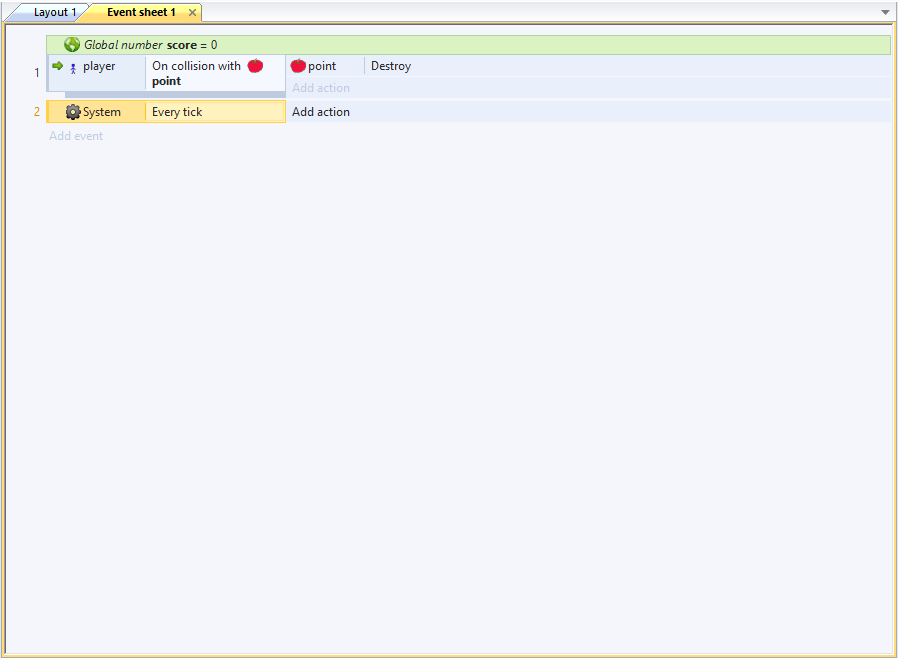 Layout 1 Event sheet 1
Global number score = 0
1 player On collision with point point Destroy
Add action
2 System Every tick Add action
Add event